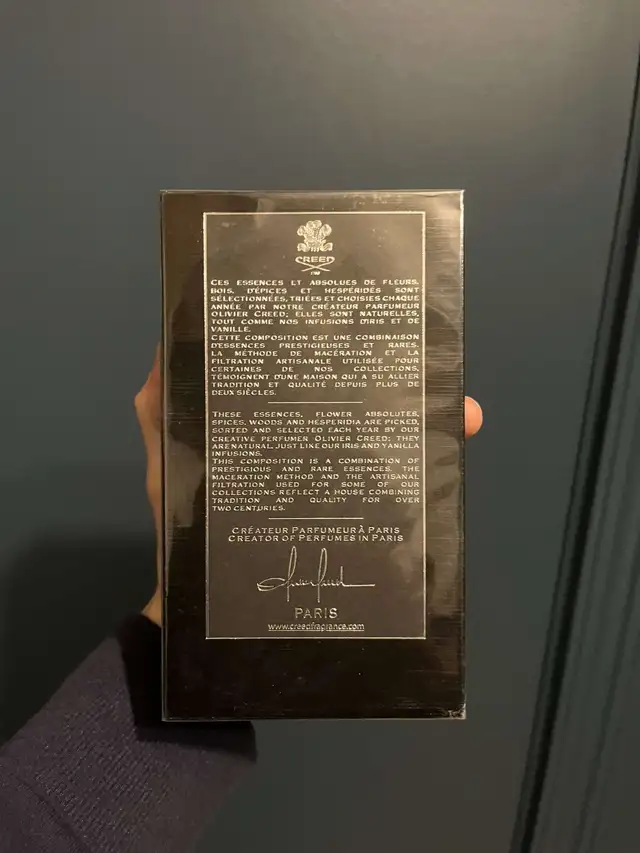 CREED
1760
CES ESSENCES ET ABSOLUES DE FLEURS,
BOIS, D'ÉPICES ET HESPÉRIDÉS SONT
SÉLECTIONNÉES, TRIÉES ET CHOISIES CHAQUE
ANNÉE PAR NOTRE CRÉATEUR PARFUMEUR
OLIVIER CREED; ELLES SONT NATURELLES,
TOUT COMME NOS INFUSIONS D'IRIS ET DE
VANILLE.
CETTE COMPOSITION EST UNE COMBINAISON
D'ESSENCES PRESTIGIEUSES ET RARES.
LA MÉTHODE DE MACÉRATION ET LA
FILTRATION ARTISANALE UTILISÉE POUR
CERTAINES DE NOS COLLECTIONS,
TÉMOIGNENT D'UNE MAISON QUI A SU ALLIER
TRADITION ET QUALITÉ DEPUIS PLUS DE
DEUX SIÈCLES.
THESE ESSENCES, FLOWER ABSOLUTES,
SPICES, WOODS AND HESPERIDIA ARE PICKED,
SORTED AND SELECTED EACH YEAR BY OUR
CREATIVE PERFUMER OLIVIER CREED; THEY
ARE NATURAL, JUST LIKE OUR IRIS AND VANILLA
INFUSIONS.
THIS COMPOSITION IS A COMBINATION OF
PRESTIGIOUS AND RARE ESSENCES. THE
MACERATION METHOD AND THE ARTISANAL
FILTRATION USED FOR SOME OF OUR
COLLECTIONS REFLECT A HOUSE COMBINING
TRADITION AND QUALITY FOR OVER
TWO CENTURIES.
CRÉATEUR PARFUMEUR À PARIS
CREATOR OF PERFUMES IN PARIS
PARIS
www.creedfragrance.com